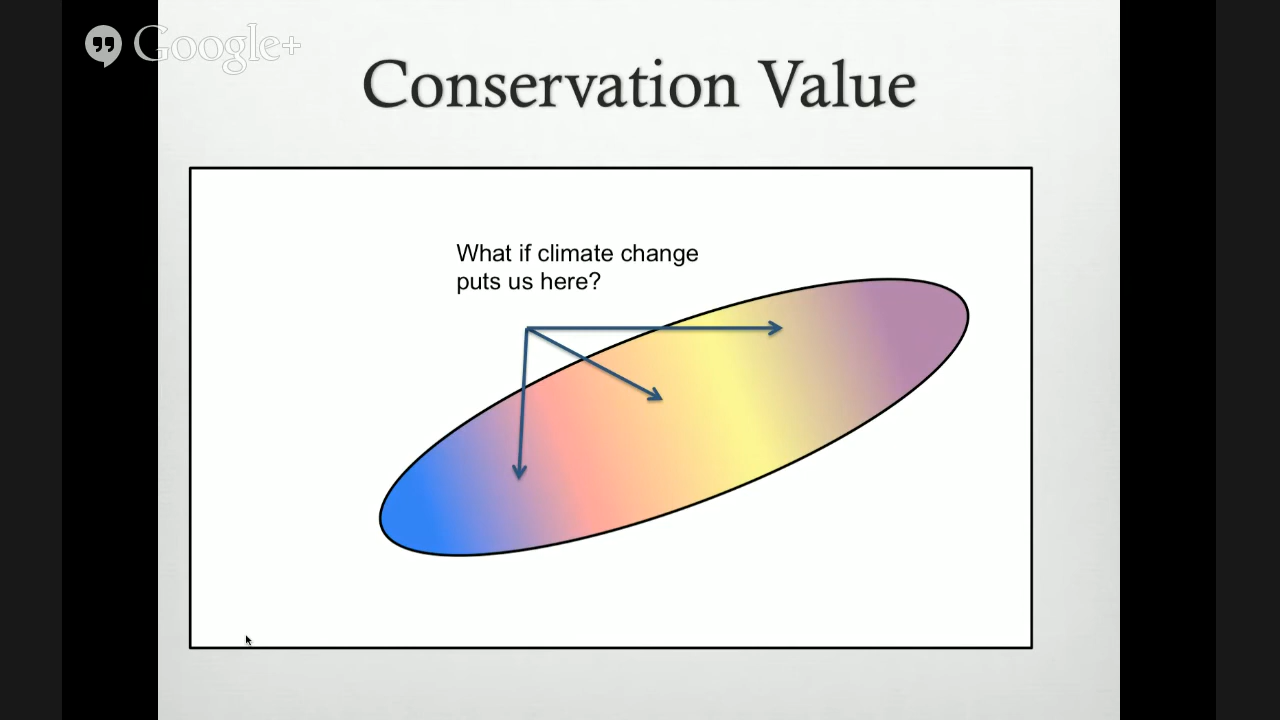 Google+
Conservation Value
What if climate change
puts us here?